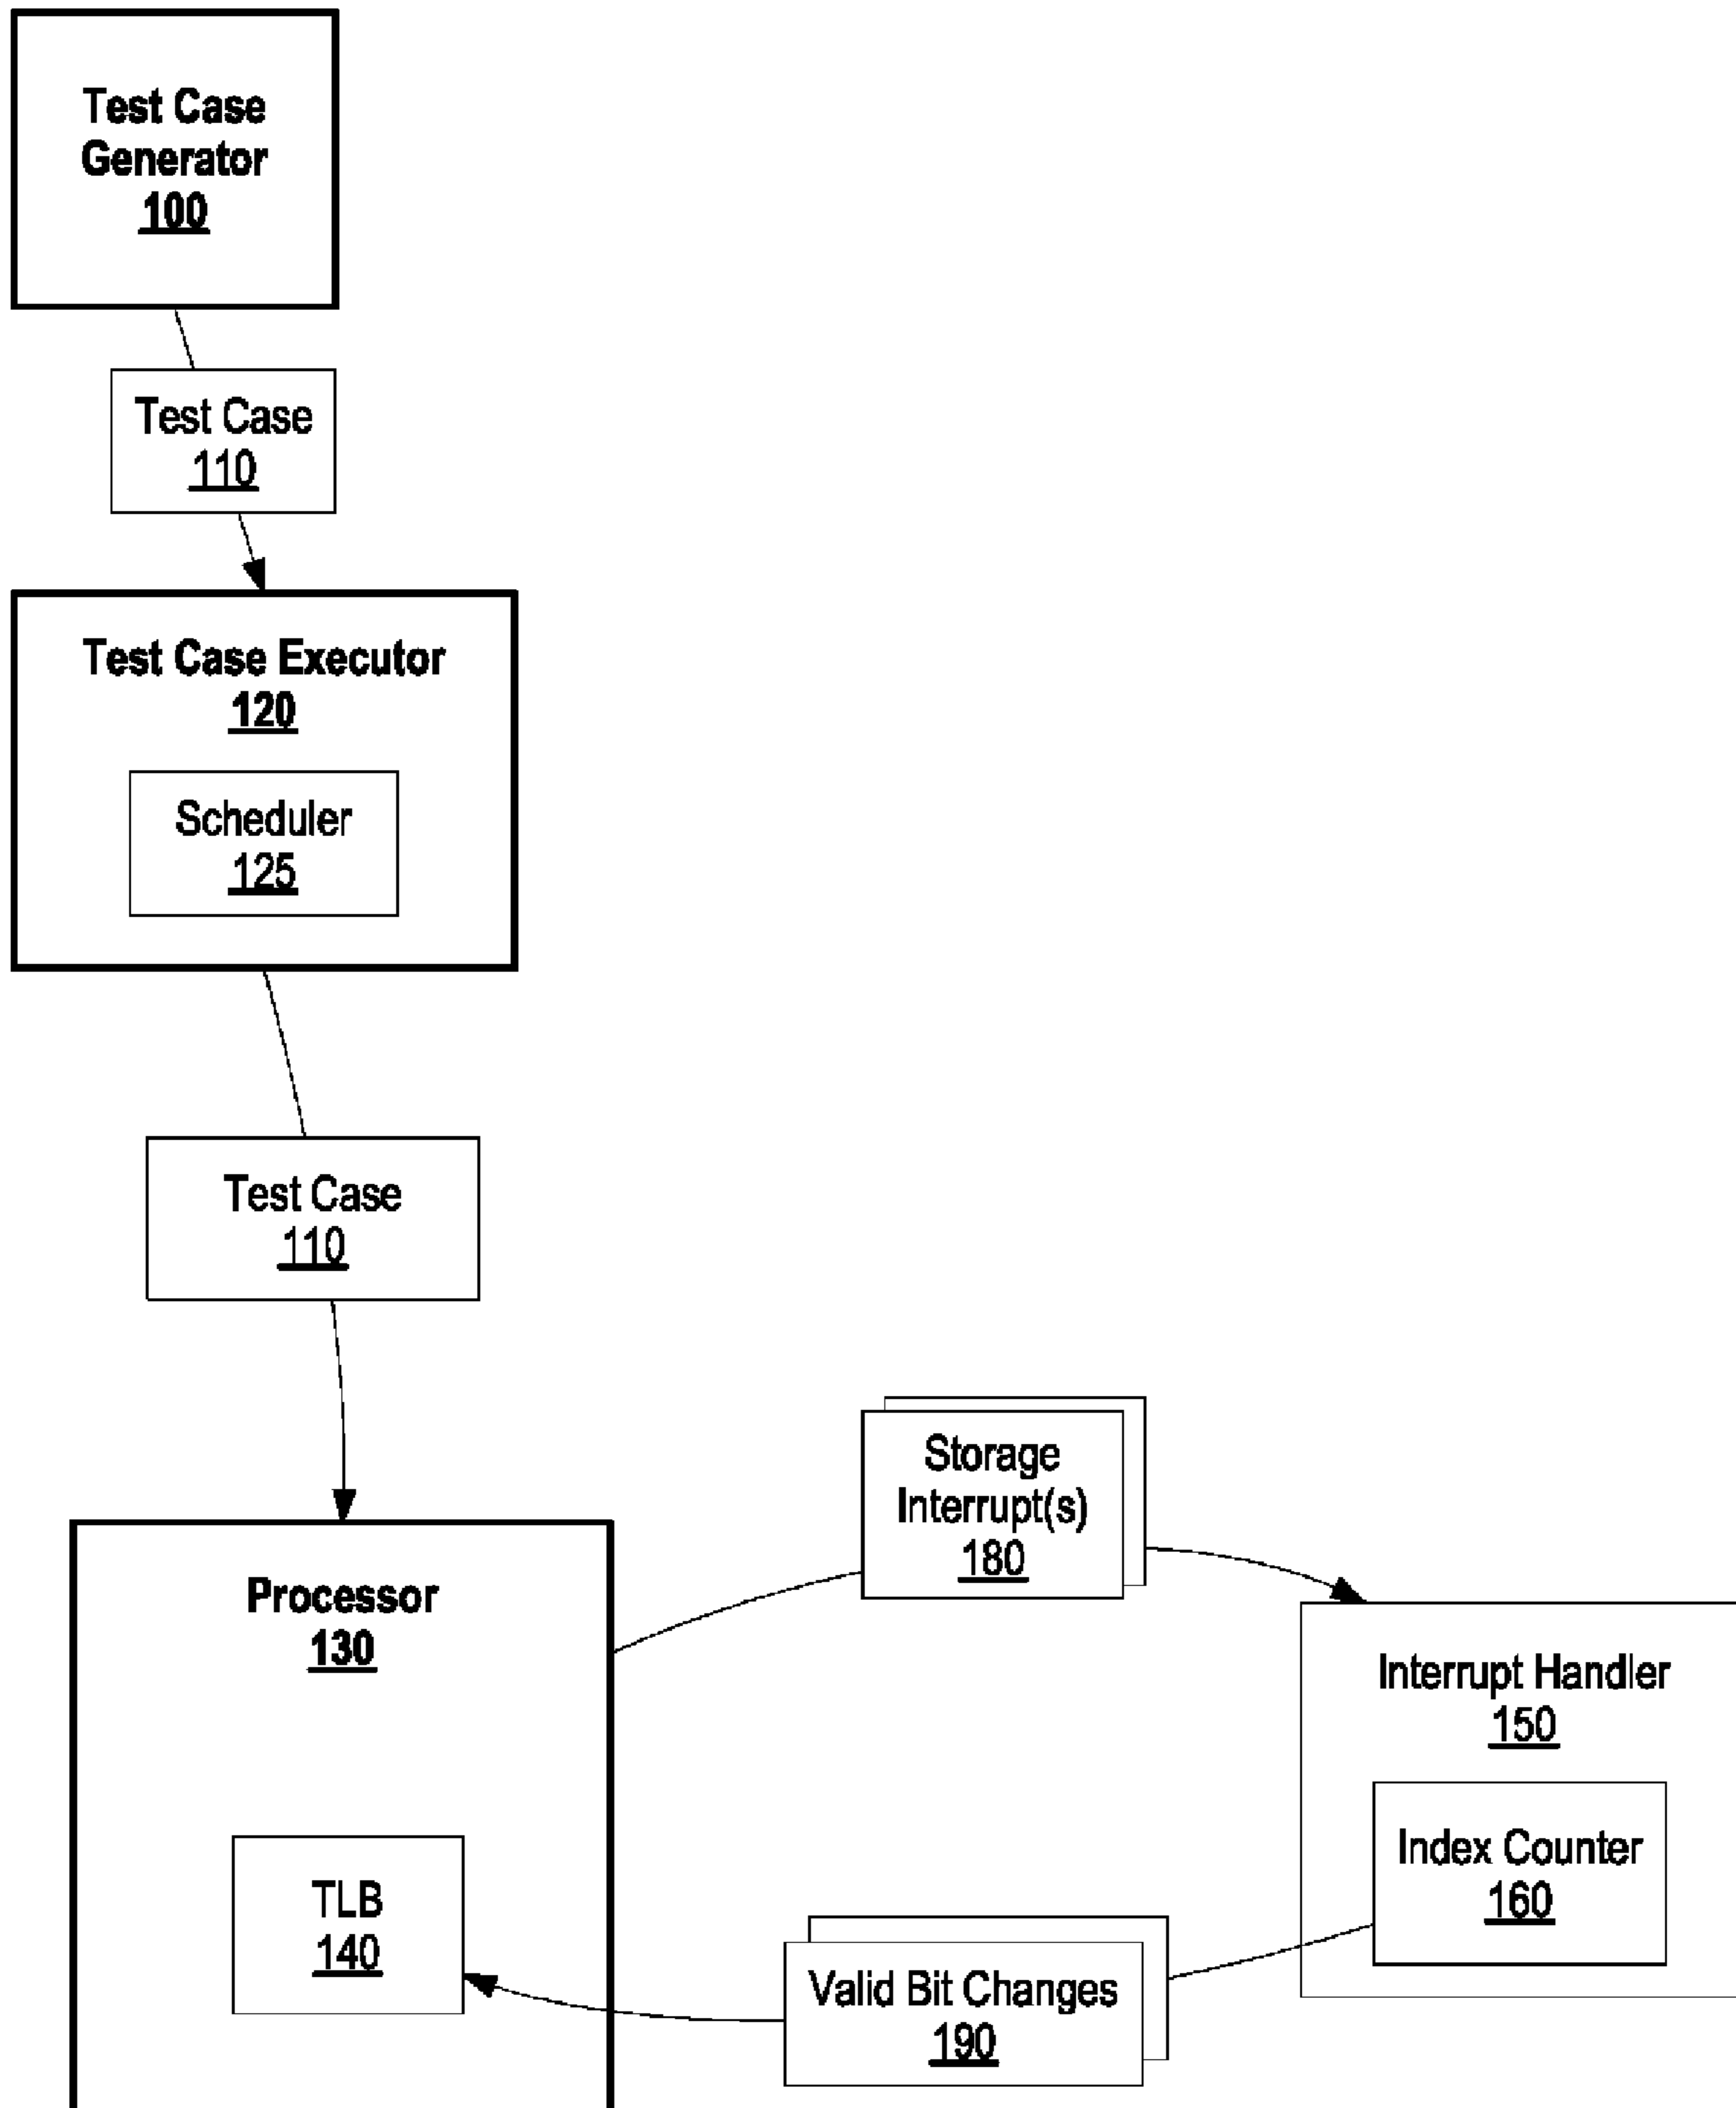 Test Case
Generator
100
Test Case
110
Test Case Executor
120
Scheduler
125
Test Case
110
Storage
Interrupt(s)
180
Processor
130
Interrupt Handler
150
Index Counter
160
TLB
140
Valid Bit Changes
190